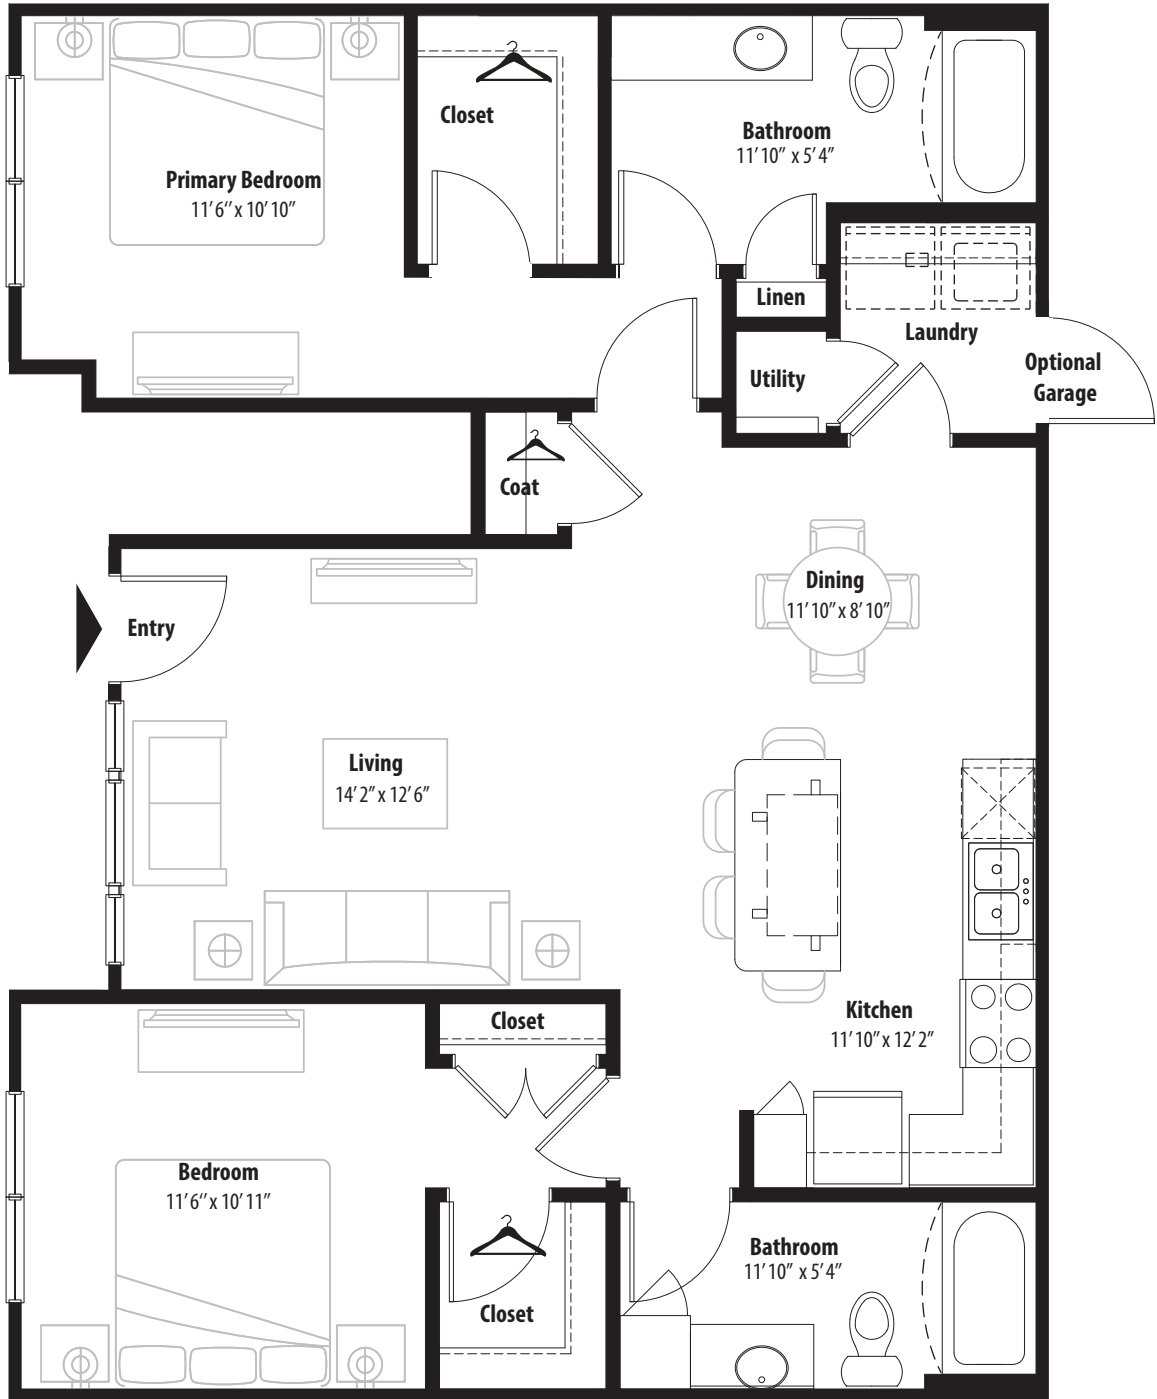 Closet
Bathroom
11'10" x 5'4"
Primary Bedroom
11'6" x 10'10"
Linen
Laundry
Optional
Garage
Utility
Coat
Dining
11'10" x 8'10"
Entry
Living
14'2" x 12'6"
Kitchen
11'10" x 12'2"
Closet
Bedroom
11'6" x 10'11"
Bathroom
11'10" x 5'4"
Closet